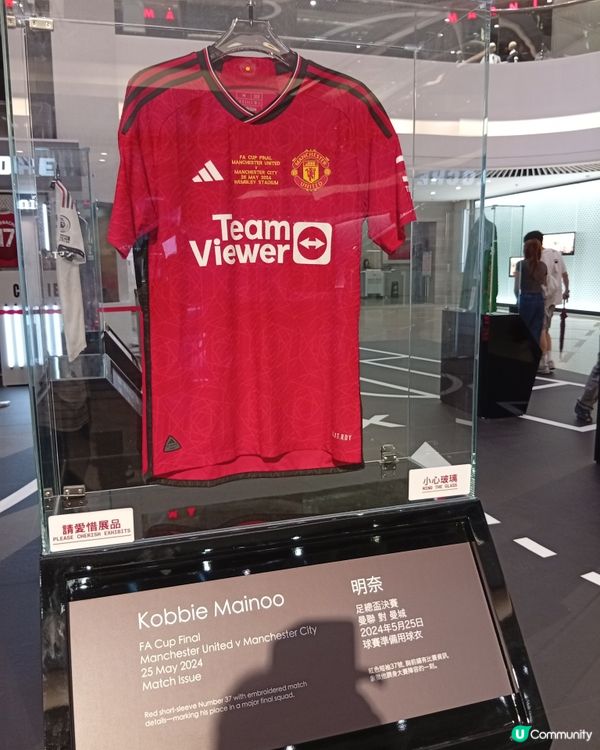 FA CUP FINAL
MANCHESTER UNITED
V
MANCHESTER CITY
25 MAY 2024
WEMBLEY STADIUM
MANCHESTER
UNITED
Team
Viewer
17
請愛惜展品
PLEASE CHERISH EXHIBITS
小心玻璃
MIND THE GLASS
Kobbie Mainoo
FA Cup Final
Manchester United v Manchester City
25 May 2024
Match Issue
Red short-sleeve Number 37 with embroidered match
details—marking his place in a major final squad.
明奈
足總盃決賽
曼聯 對 曼城
2024年5月25日
球賽準備用球衣
U Community